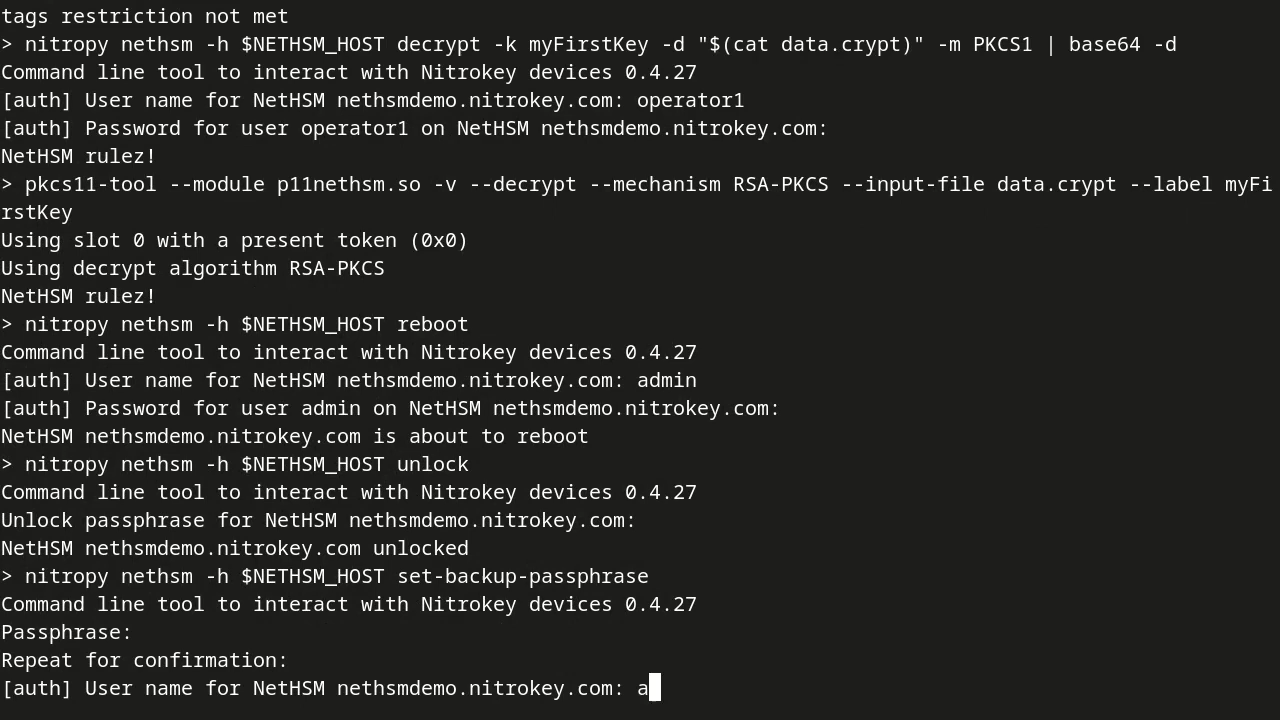 tags restriction not met
> nitropy nethsm -h $NETHSM_HOST decrypt -k myFirstKey -d "$(cat data.crypt)" -m PKCS1 | base64 -d
Command line tool to interact with Nitrokey devices 0.4.27
[auth] User name for NetHSM nethsmdemo.nitrokey.com: operator1
[auth] Password for user operator1 on NetHSM nethsmdemo.nitrokey.com:
NetHSM rulez!
> pkcs11-tool --module p11nethsm.so -v --decrypt --mechanism RSA-PKCS --input-file data.crypt --label myFi
rstKey
Using slot 0 with a present token (0x0)
Using decrypt algorithm RSA-PKCS
NetHSM rulez!
> nitropy nethsm -h $NETHSM_HOST reboot
Command line tool to interact with Nitrokey devices 0.4.27
[auth] User name for NetHSM nethsmdemo.nitrokey.com: admin
[auth] Password for user admin on NetHSM nethsmdemo.nitrokey.com:
NetHSM nethsmdemo.nitrokey.com is about to reboot
> nitropy nethsm -h $NETHSM_HOST unlock
Command line tool to interact with Nitrokey devices 0.4.27
Unlock passphrase for NetHSM nethsmdemo.nitrokey.com:
NetHSM nethsmdemo.nitrokey.com unlocked
> nitropy nethsm -h $NETHSM_HOST set-backup-passphrase
Command line tool to interact with Nitrokey devices 0.4.27
Passphrase:
Repeat for confirmation:
[auth] User name for NetHSM nethsmdemo.nitrokey.com: a